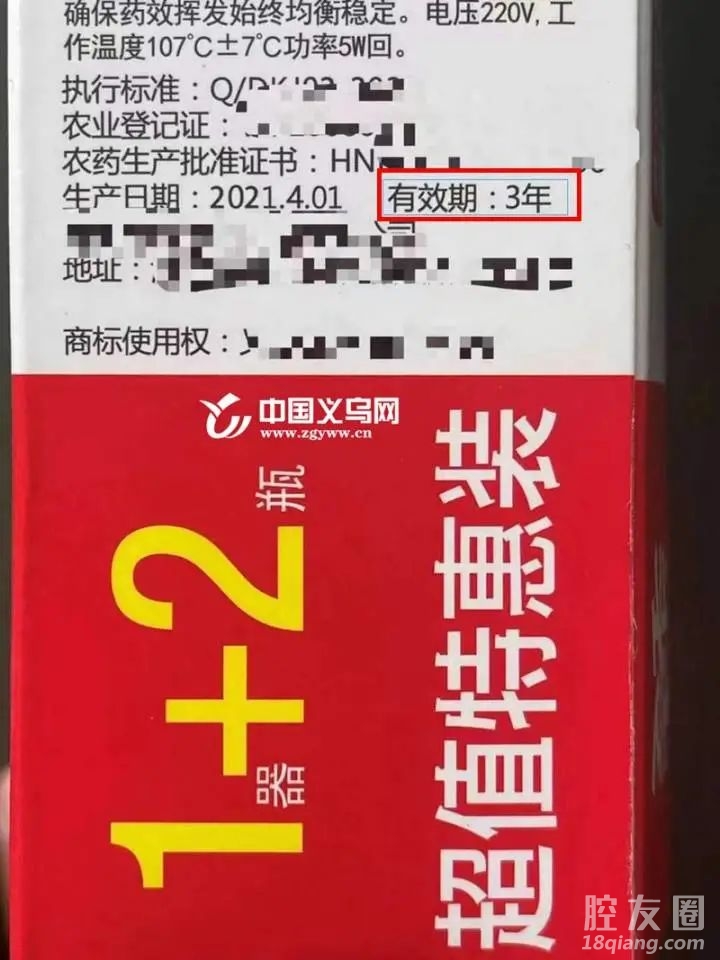 确保药效挥发始终均衡稳定。电压220V,工
作温度107℃±7℃功率5W回。
执行标准：Q/
农业登记证：
农药生产批准证书：HN
生产日期：2021.4.01 有效期：3年
地址：
商标使用权：
中国义乌网
www.zgyww.cn
1器+2瓶
超值特惠装
腔友圈
18qiang.com